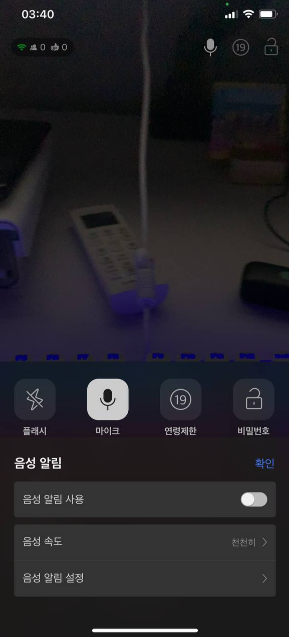 03:40
0 0
19
플래시 마이크 연령제한 비밀번호
19
음성 알림 확인
음성 알림 사용
음성 속도 천천히
음성 알림 설정